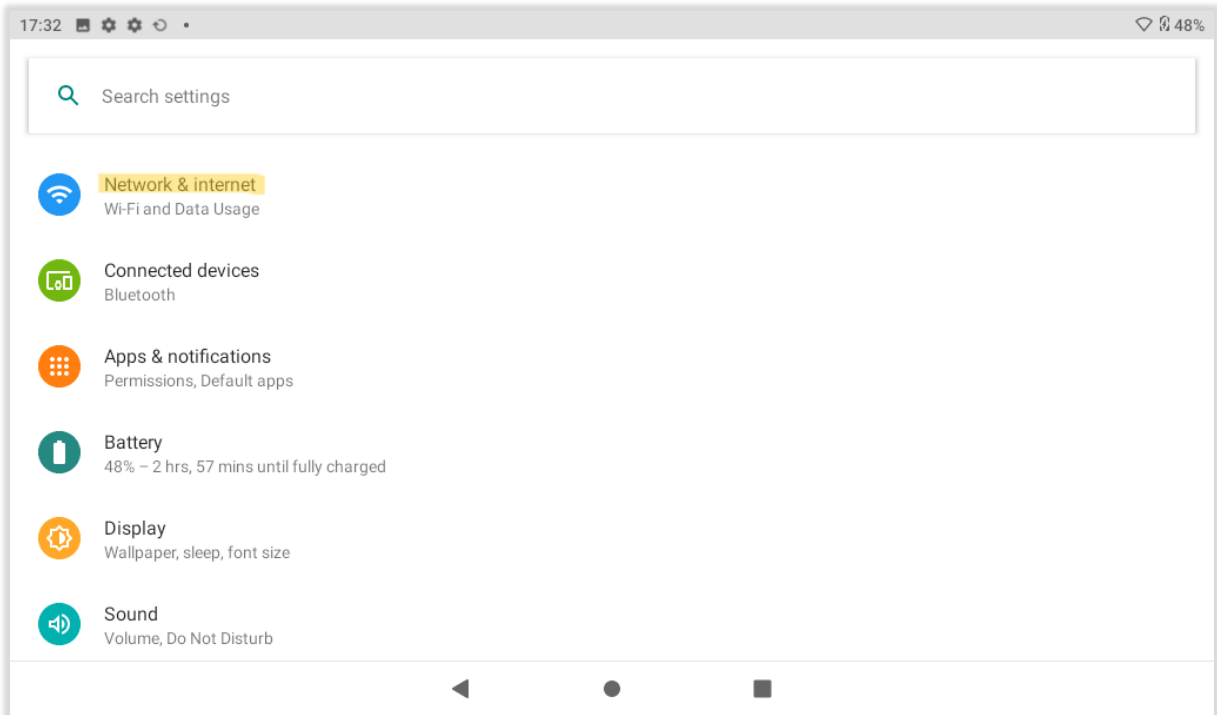 17:32
48%
Search settings
Network & internet
Wi-Fi and Data Usage
Connected devices
Bluetooth
Apps & notifications
Permissions, Default apps
Battery
48% – 2 hrs, 57 mins until fully charged
Display
Wallpaper, sleep, font size
Sound
Volume, Do Not Disturb